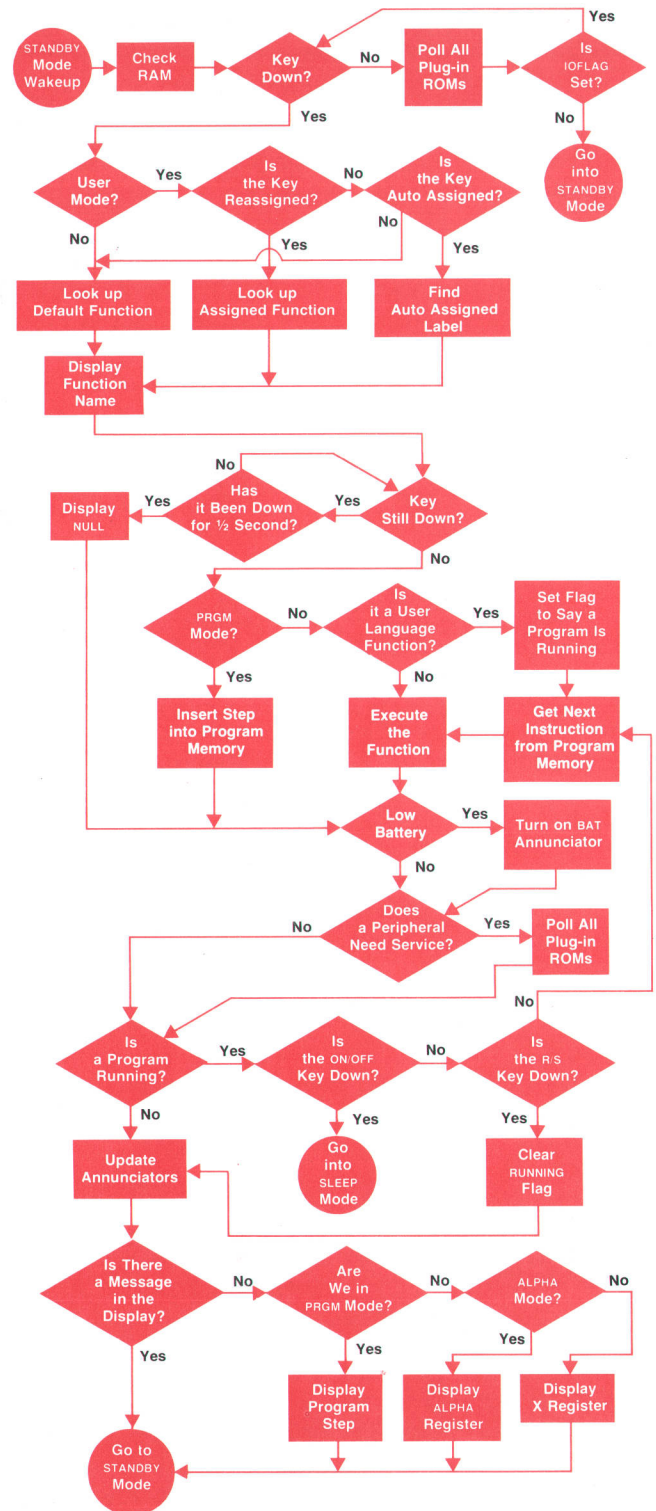 STANDBY
Mode
Wakeup
Check
RAM
Key
Down?
No
Poll All
Plug-in
ROMs
Yes
Is
IOFLAG
Set?
No
Go
into
STANDBY
Mode
Yes
User
Mode?
Yes
Is
the Key
Reassigned?
No
Is
the Key
Auto Assigned?
No
No
Yes
Yes
Look up
Default Function
Look up
Assigned Function
Find
Auto Assigned
Label
Display
Function
Name
No
Display
NULL
Yes
Has
it Been Down
for ½ Second?
Yes
Key
Still Down?
No
PRGM
Mode?
No
Is
it a User
Language
Function?
Yes
Set Flag
to Say a
Program Is
Running
Yes
No
Insert Step
into Program
Memory
Execute
the
Function
Get Next
Instruction
from Program
Memory
Low
Battery
Yes
Turn on BAT
Annunciator
No
No
Does
a Peripheral
Need Service?
Yes
Poll All
Plug-in
ROMs
No
Is
a Program
Running?
Yes
Is
the ON/OFF
Key Down?
No
Is
the R/S
Key Down?
No
Yes
Yes
Update
Annunciators
Go
into
SLEEP
Mode
Clear
RUNNING
Flag
Is There
a Message
in the
Display?
No
Are
We in
PRGM Mode?
No
ALPHA
Mode?
No
Yes
Yes
Yes
Display
Program
Step
Display
ALPHA
Register
Display
X Register
Go to
STANDBY
Mode